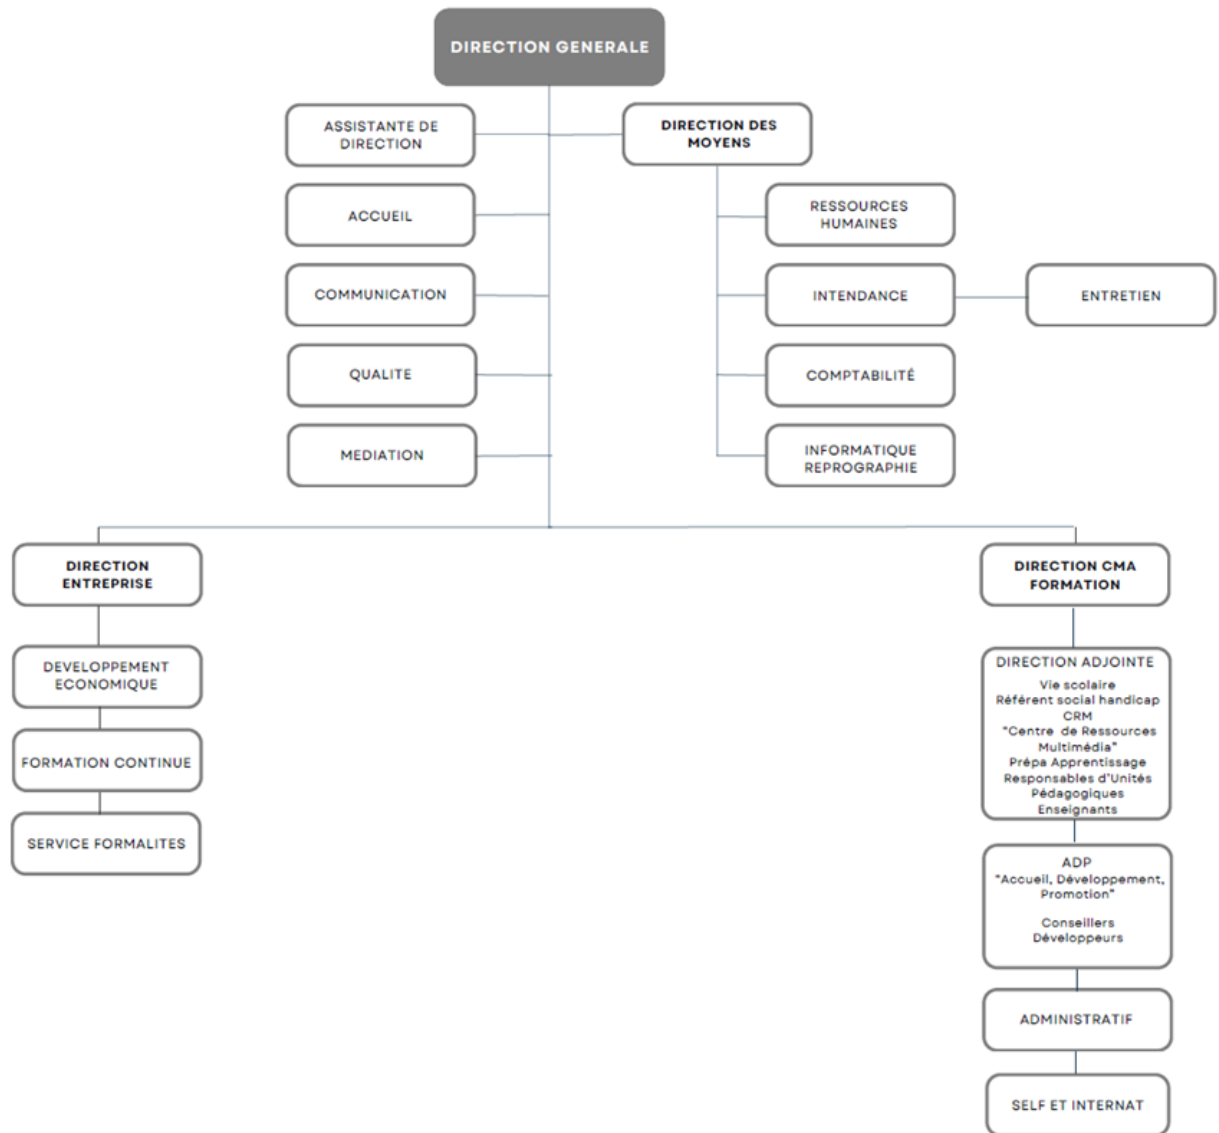 DIRECTION GENERALE
ASSISTANTE DE
DIRECTION
DIRECTION DES
MOYENS
ACCUEIL
RESSOURCES
HUMAINES
COMMUNICATION
INTENDANCE
ENTRETIEN
QUALITE
COMPTABILITÉ
MEDIATION
INFORMATIQUE
REPROGRAPHIE
DIRECTION
ENTREPRISE
DEVELOPPEMENT
ECONOMIQUE
FORMATION CONTINUE
SERVICE FORMALITES
DIRECTION CMA
FORMATION
DIRECTION ADJOINTE
Vie scolaire
Référent social handicap
CRM
"Centre de Ressources
Multimédia"
Prépa Apprentissage
Responsables d'Unités
Pédagogiques
Enseignants
ADP
"Accueil, Développement,
Promotion"
Conseillers
Développeurs
ADMINISTRATIF
SELF ET INTERNAT